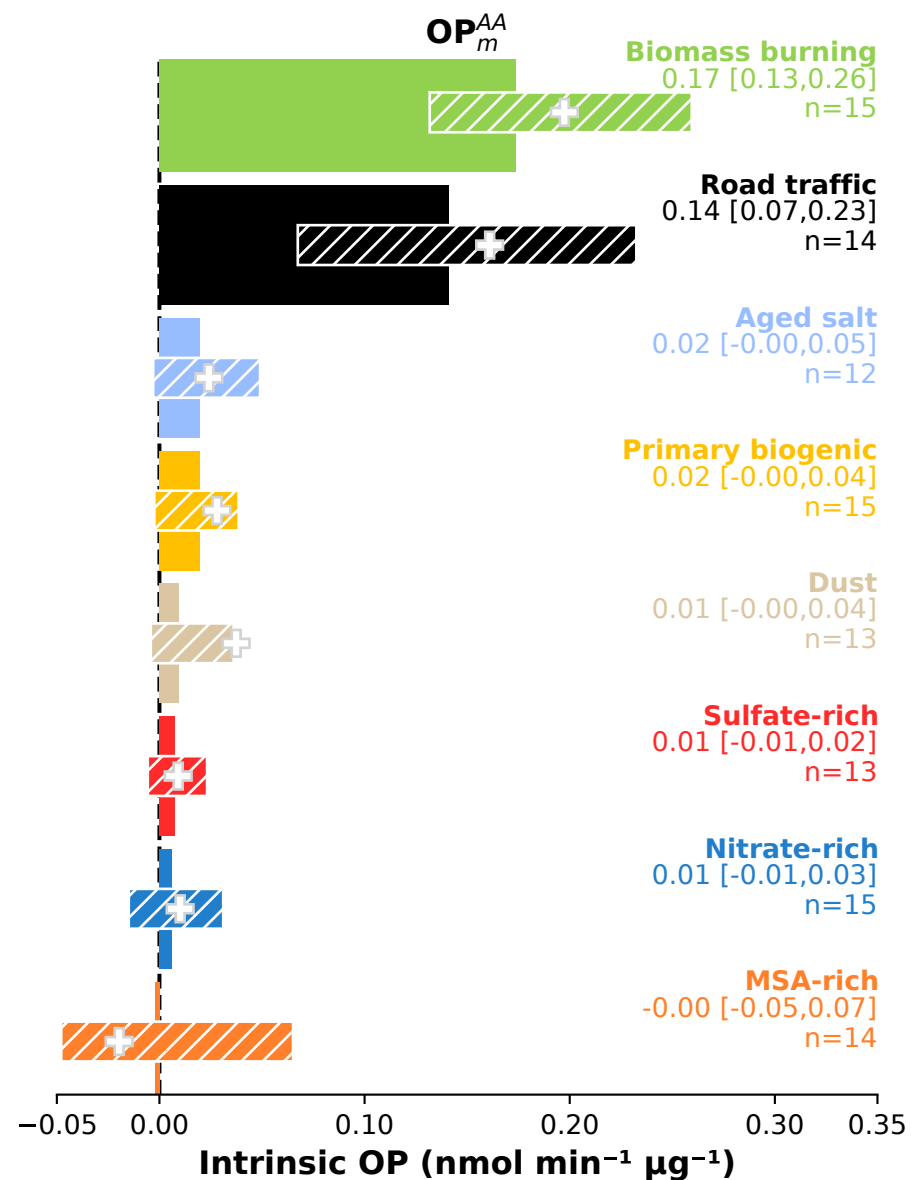 OP_m^AA
Biomass burning
0.17 [0.13,0.26]
n=15
Road traffic
0.14 [0.07,0.23]
n=14
Aged salt
0.02 [-0.00,0.05]
n=12
Primary biogenic
0.02 [-0.00,0.04]
n=15
Dust
0.01 [-0.00,0.04]
n=13
Sulfate-rich
0.01 [-0.01,0.02]
n=13
Nitrate-rich
0.01 [-0.01,0.03]
n=15
MSA-rich
-0.00 [-0.05,0.07]
n=14
−0.05 0.00 0.10 0.20 0.30 0.35
Intrinsic OP (nmol min⁻¹ µg⁻¹)